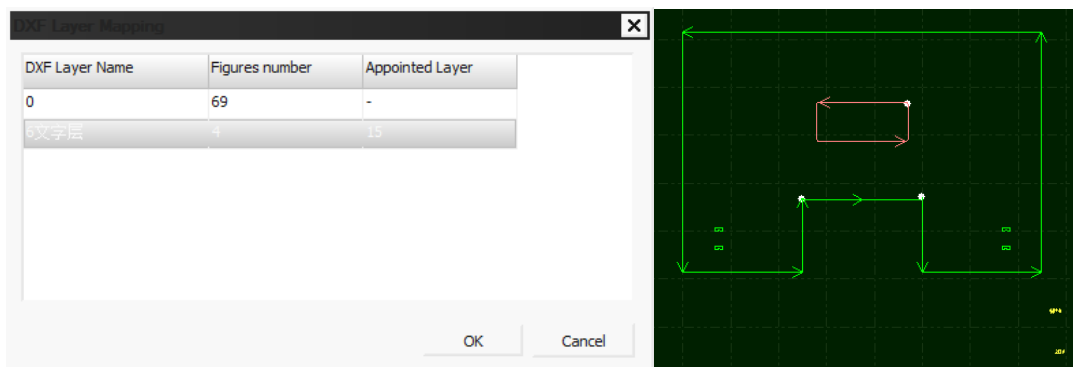 DXF Layer Mapping
DXF Layer Name Figures number Appointed Layer
0 69 -
6文字层 4 15
OK Cancel